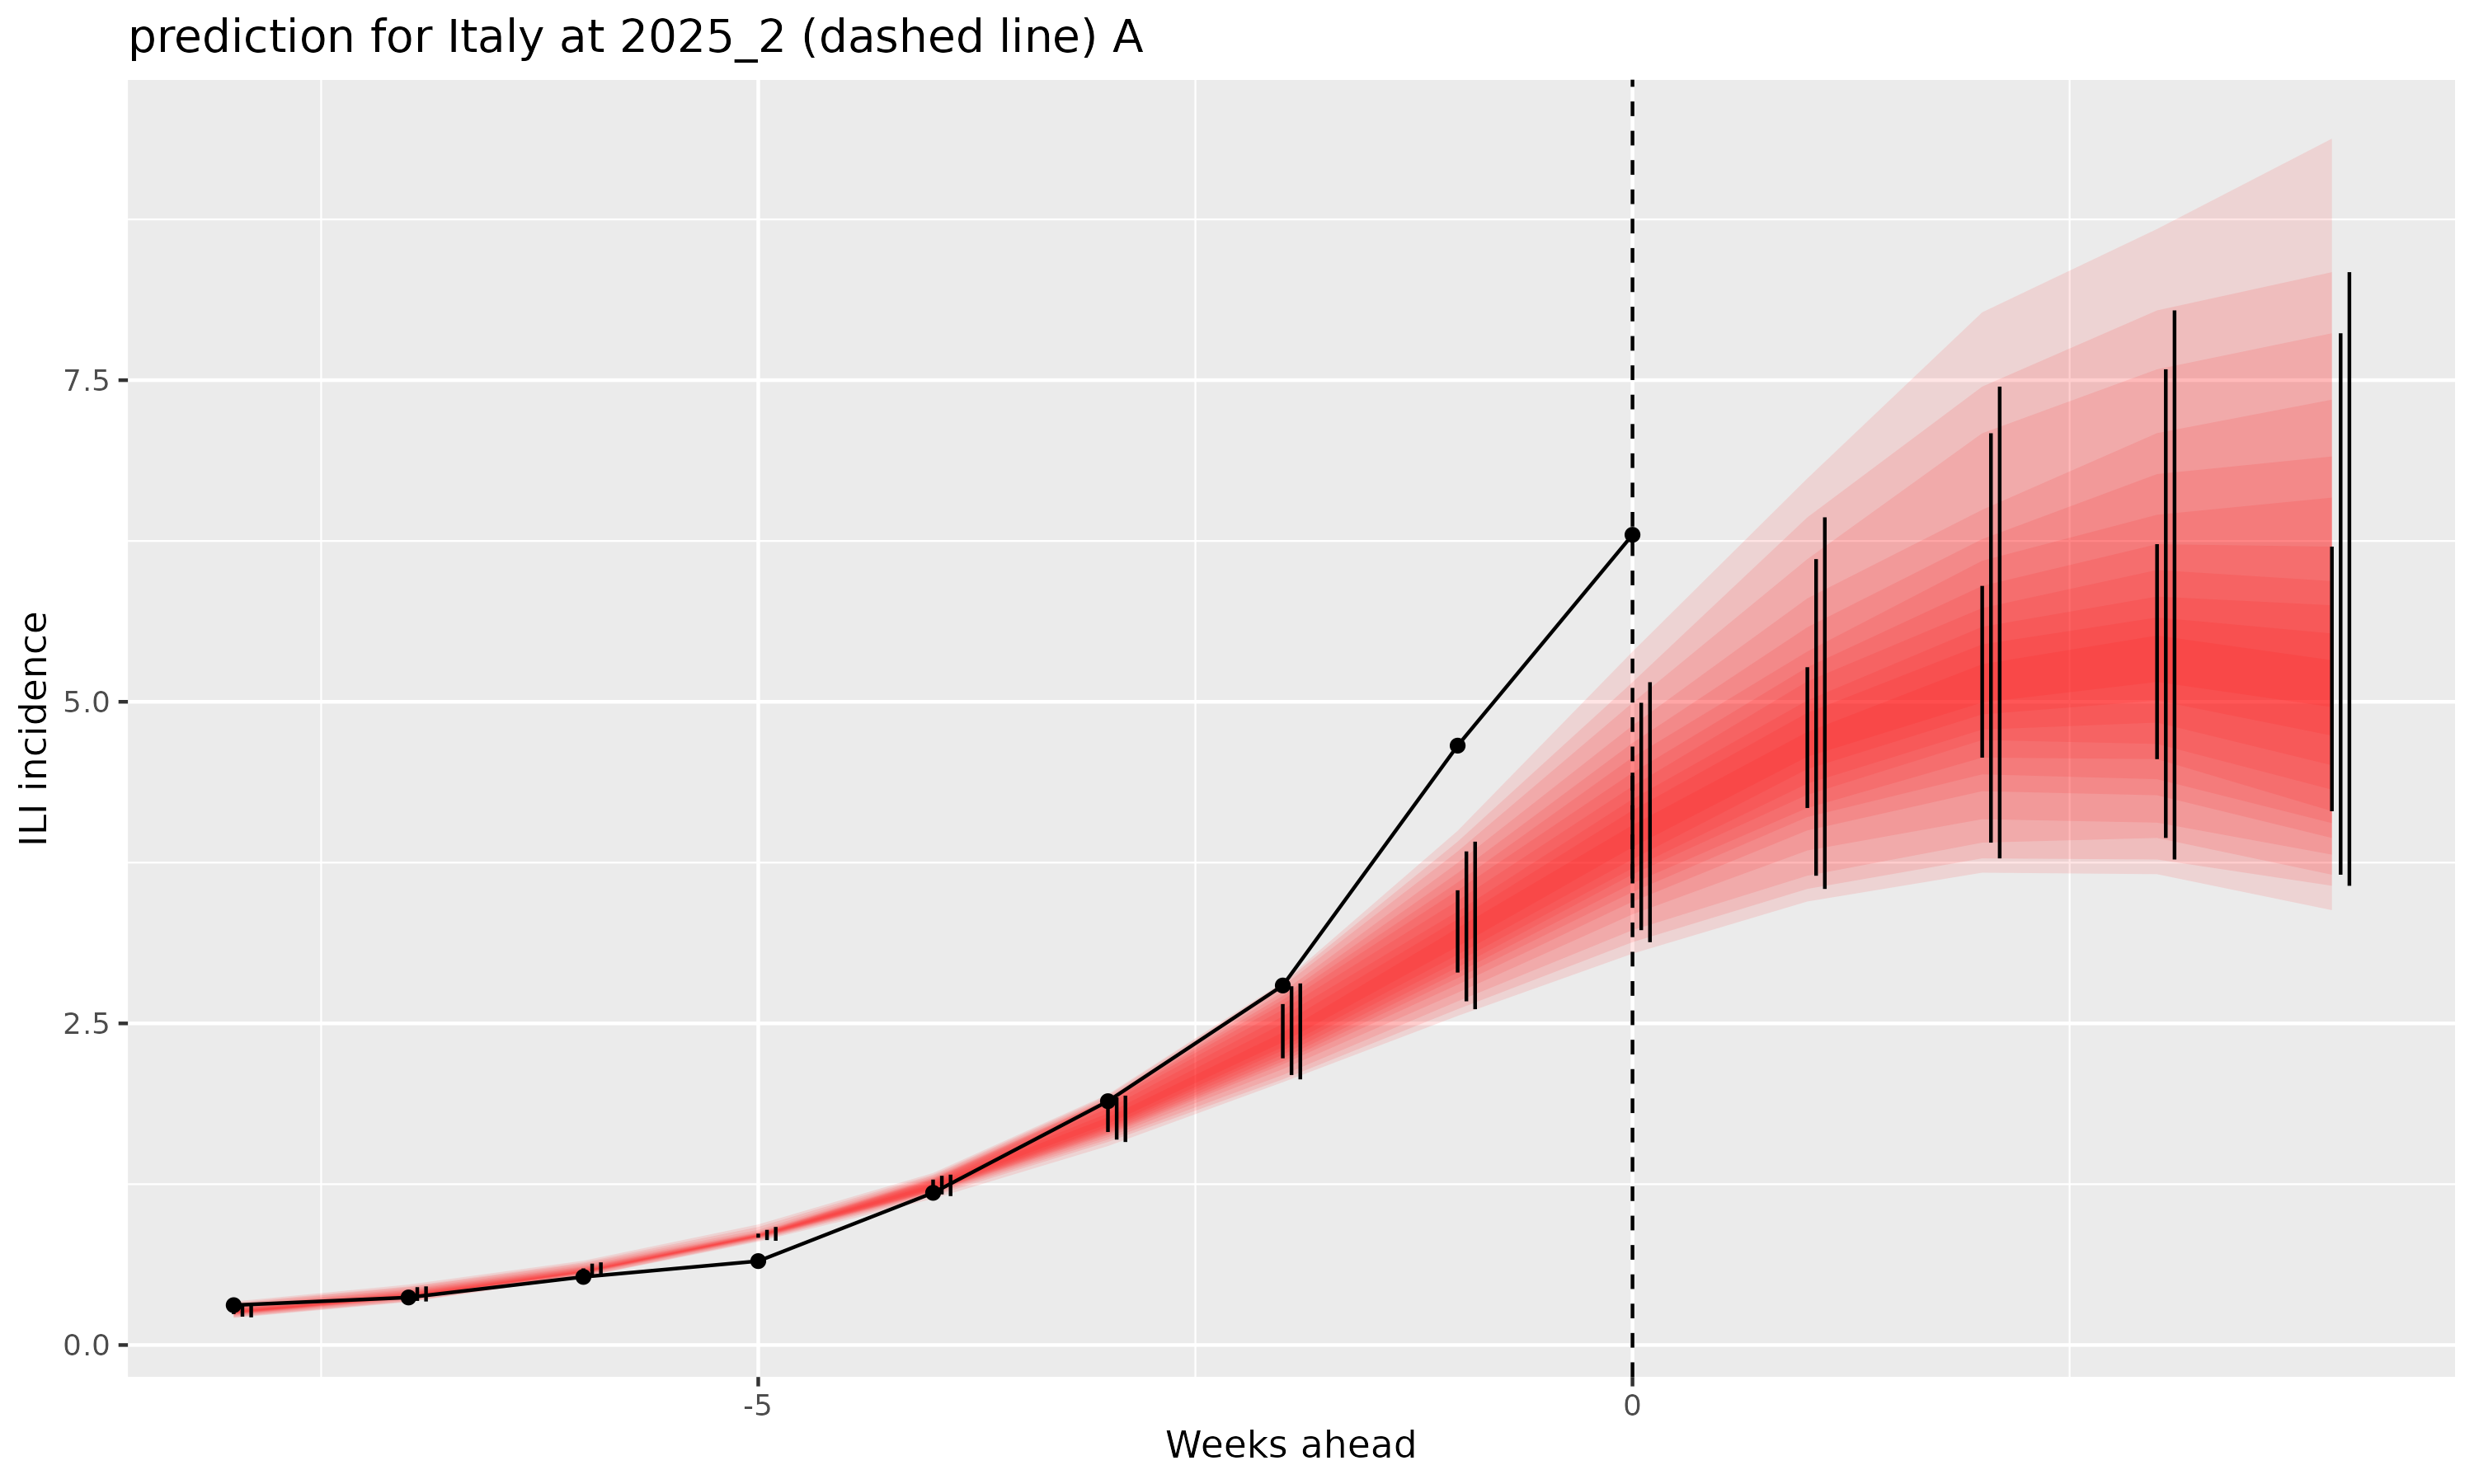 prediction for Italy at 2025_2 (dashed line) A
ILI incidence
7.5
5.0
2.5
0.0
-5
0
Weeks ahead